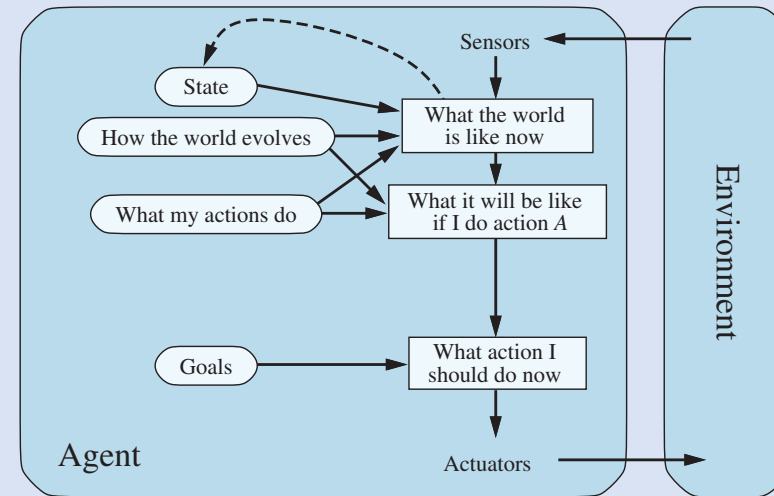 Sensors
State
What the world
is like now
How the world evolves
What my actions do
What it will be like
if I do action A
Goals
What action I
should do now
Agent
Actuators
Environment